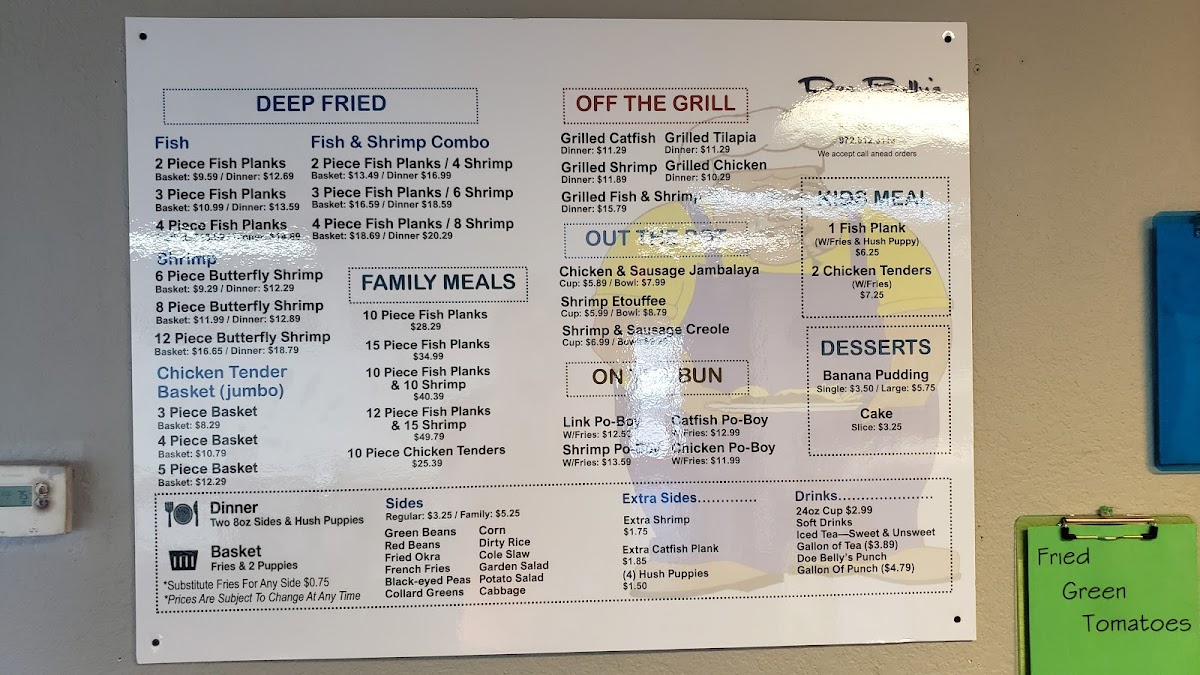 DEEP FRIED
Fish
2 Piece Fish Planks
Basket: $9.59 / Dinner: $12.69
3 Piece Fish Planks
Basket: $10.99 / Dinner: $13.59
4 Piece Fish Planks
Shrimp
6 Piece Butterfly Shrimp
Basket: $9.29 / Dinner: $12.29
8 Piece Butterfly Shrimp
Basket: $11.99 / Dinner: $12.89
12 Piece Butterfly Shrimp
Basket: $16.65 / Dinner: $18.79
Chicken Tender
Basket (jumbo)
3 Piece Basket
Basket: $8.29
4 Piece Basket
Basket: $10.79
5 Piece Basket
Basket: $12.29
Fish & Shrimp Combo
2 Piece Fish Planks / 4 Shrimp
Basket: $13.49 / Dinner $16.99
3 Piece Fish Planks / 6 Shrimp
Basket: $16.59 / Dinner $18.59
4 Piece Fish Planks / 8 Shrimp
Basket: $18.69 / Dinner $20.29
FAMILY MEALS
10 Piece Fish Planks
$28.29
15 Piece Fish Planks
$34.99
10 Piece Fish Planks
& 10 Shrimp
$40.39
12 Piece Fish Planks
& 15 Shrimp
$49.79
10 Piece Chicken Tenders
$25.39
OFF THE GRILL
Grilled Catfish
Dinner: $11.29
Grilled Tilapia
Dinner: $11.29
Grilled Shrimp
Dinner: $11.89
Grilled Chicken
Dinner: $10.29
Grilled Fish & Shrimp
Dinner: $15.79
OUT THE POT
Chicken & Sausage Jambalaya
Cup: $5.89 / Bowl: $7.99
Shrimp Etouffee
Cup: $5.99 / Bowl: $8.79
Shrimp & Sausage Creole
Cup: $6.99 / Bowl
ON THE BUN
Link Po-Boy
W/Fries:
Catfish Po-Boy
W/Fries: $12.99
Shrimp Po-Boy
W/Fries: $13.59
Chicken Po-Boy
W/Fries: $11.99
Doe Belly's
We accept call ahead orders
KIDS MEAL
1 Fish Plank
(W/Fries & Hush Puppy)
$6.25
2 Chicken Tenders
(W/Fries)
$7.25
DESSERTS
Banana Pudding
Single: $3.50 / Large: $5.75
Cake
Slice: $3.25
Dinner
Two 8oz Sides & Hush Puppies
Basket
Fries & 2 Puppies
*Substitute Fries For Any Side $0.75
*Prices Are Subject To Change At Any Time
Sides
Regular: $3.25 / Family: $5.25
Green Beans
Red Beans
Fried Okra
French Fries
Black-eyed Peas
Collard Greens
Corn
Dirty Rice
Cole Slaw
Garden Salad
Potato Salad
Cabbage
Extra Sides.........
Extra Shrimp
$1.75
Extra Catfish Plank
$1.85
(4) Hush Puppies
$1.50
Drinks....................
24oz Cup $2.99
Soft Drinks
Iced Tea—Sweet & Unsweet
Gallon of Tea ($3.89)
Doe Belly's Punch
Gallon Of Punch ($4.79)
Fried
Green
Tomatoes